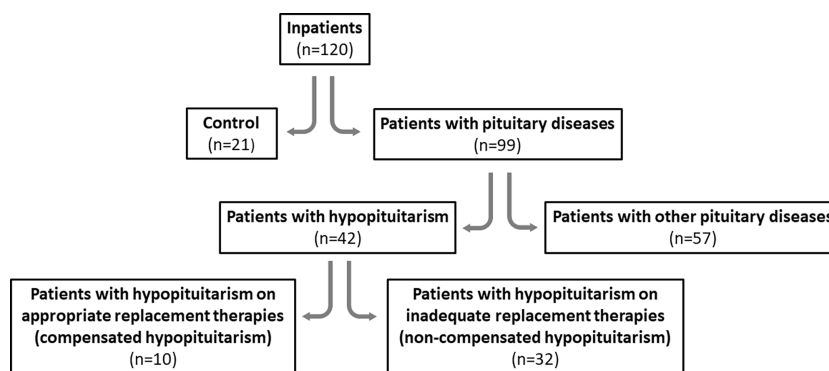 Inpatients
(n=120)
Control
(n=21)
Patients with pituitary diseases
(n=99)
Patients with hypopituitarism
(n=42)
Patients with other pituitary diseases
(n=57)
Patients with hypopituitarism on
appropriate replacement therapies
(compensated hypopituitarism)
(n=10)
Patients with hypopituitarism on
inadequate replacement therapies
(non-compensated hypopituitarism)
(n=32)